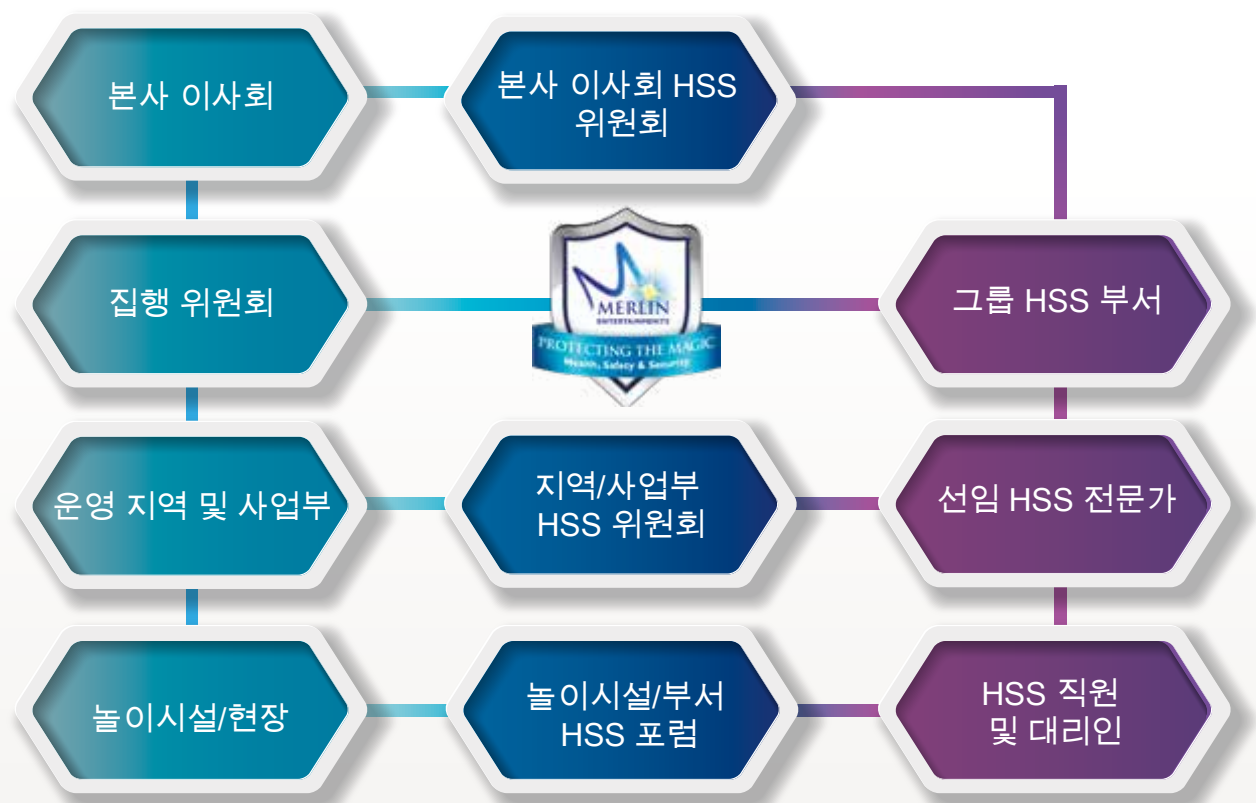 본사 이사회
본사 이사회 HSS
위원회
집행 위원회
MERLIN
ENTERTAINMENTS
PROTECTING THE MAGIC
Health, Safety & Security
그룹 HSS 부서
운영 지역 및 사업부
지역/사업부
HSS 위원회
선임 HSS 전문가
놀이시설/현장
놀이시설/부서
HSS 포럼
HSS 직원
및 대리인